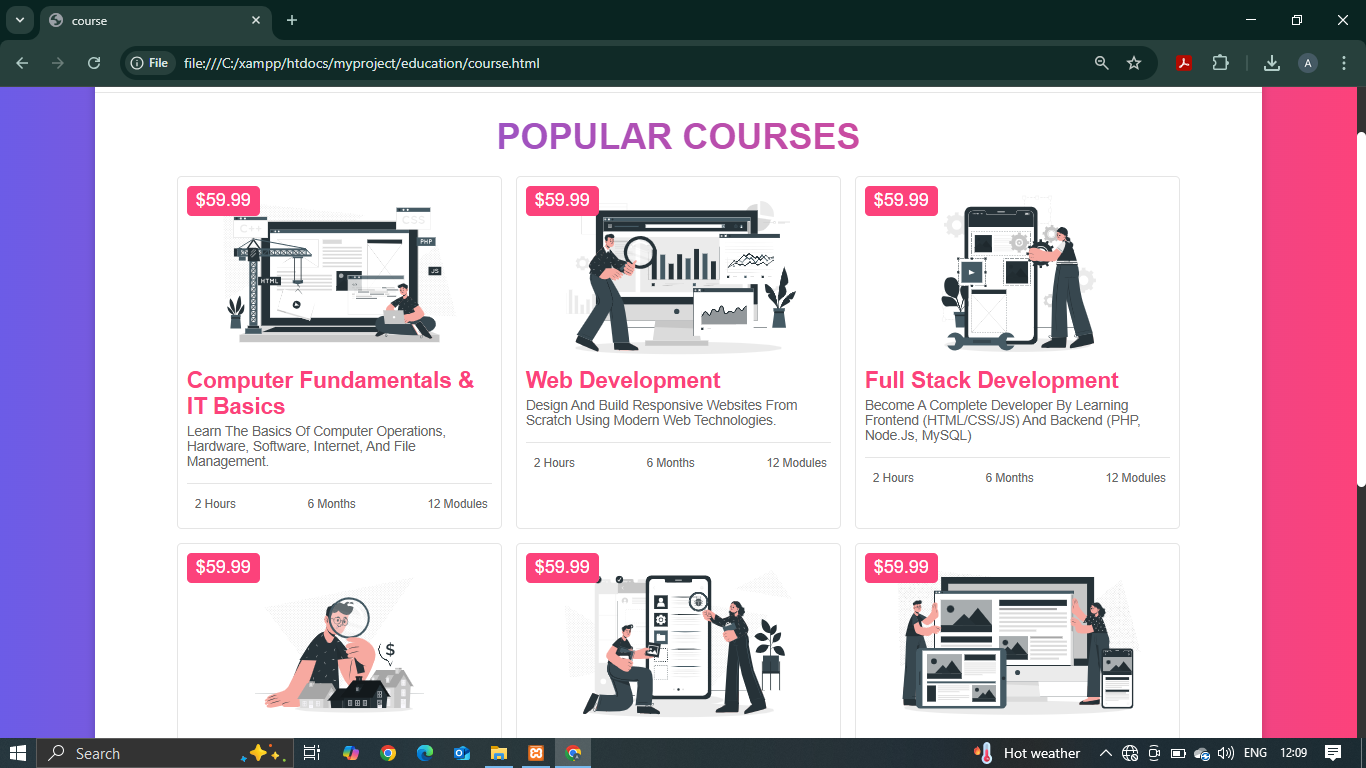 course
File
file:///C:/xampp/htdocs/myproject/education/course.html
A
POPULAR COURSES
$59.99
C++
CSS
PHP
JS
HTML
Computer Fundamentals &
IT Basics
Learn The Basics Of Computer Operations,
Hardware, Software, Internet, And File
Management.
2 Hours
6 Months
12 Modules
$59.99
Web Development
Design And Build Responsive Websites From
Scratch Using Modern Web Technologies.
2 Hours
6 Months
12 Modules
$59.99
Full Stack Development
Become A Complete Developer By Learning
Frontend (HTML/CSS/JS) And Backend (PHP,
Node.Js, MySQL)
2 Hours
6 Months
12 Modules
$59.99
$
$59.99
$59.99
Search
Hot weather
ENG
12:09